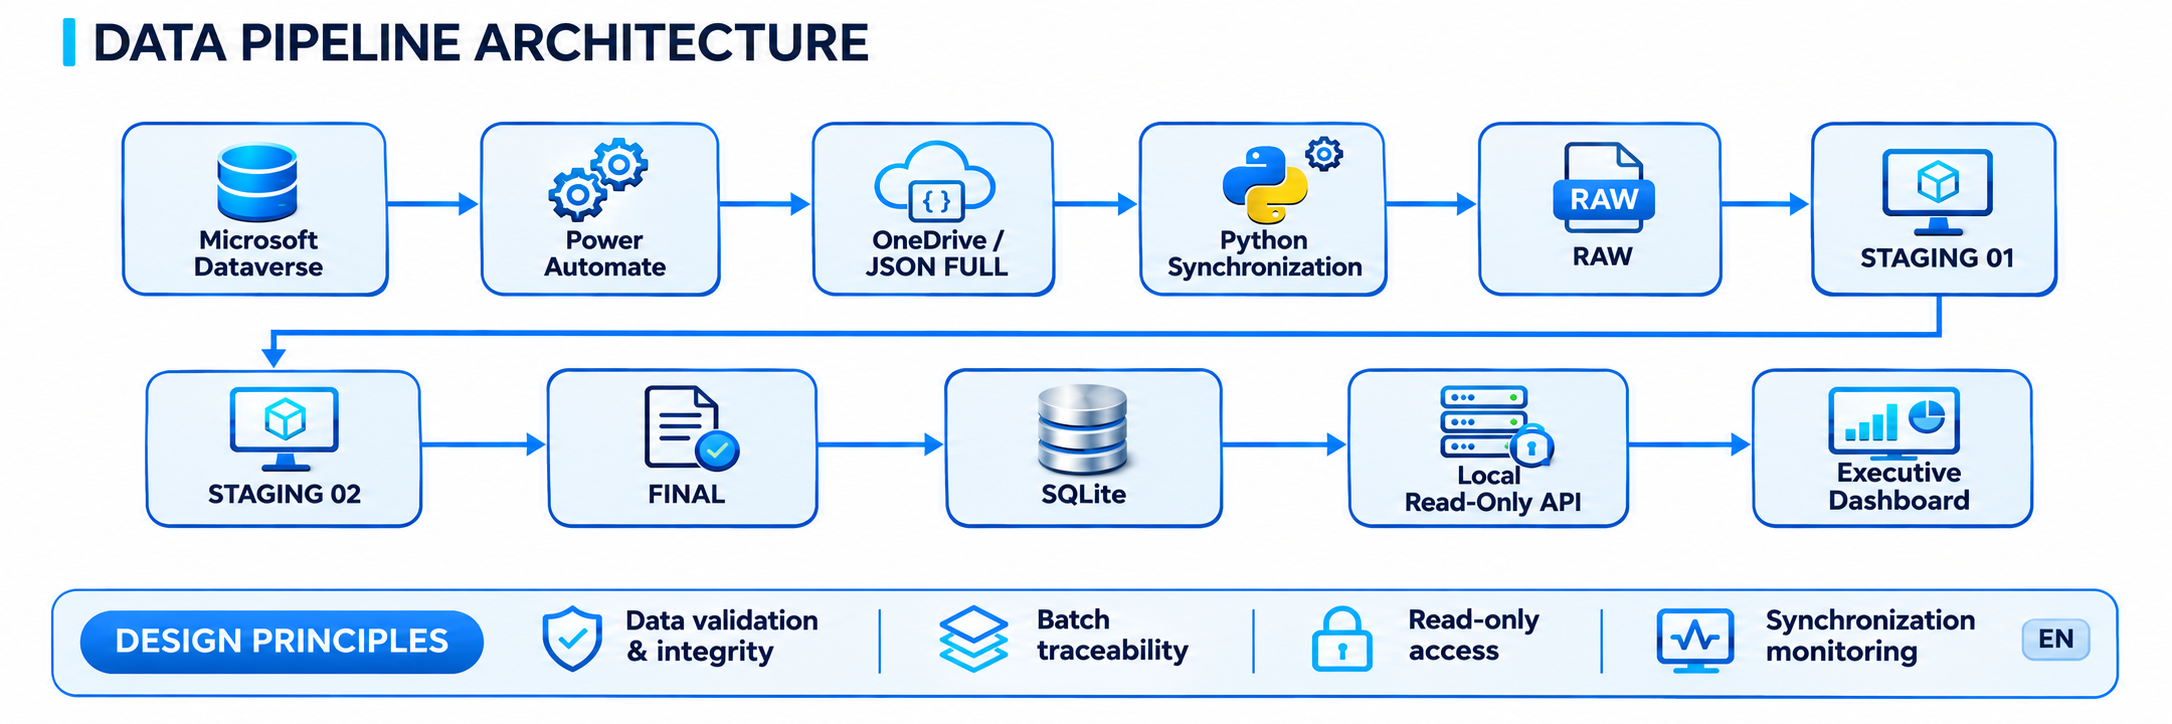 DATA PIPELINE ARCHITECTURE
Microsoft
Dataverse
Power
Automate
{ }
OneDrive /
JSON FULL
Python
Synchronization
RAW
RAW
STAGING 01
STAGING 02
FINAL
SQLite
Local
Read-Only API
Executive
Dashboard
DESIGN PRINCIPLES
Data validation
& integrity
Batch
traceability
Read-only
access
Synchronization
monitoring
EN